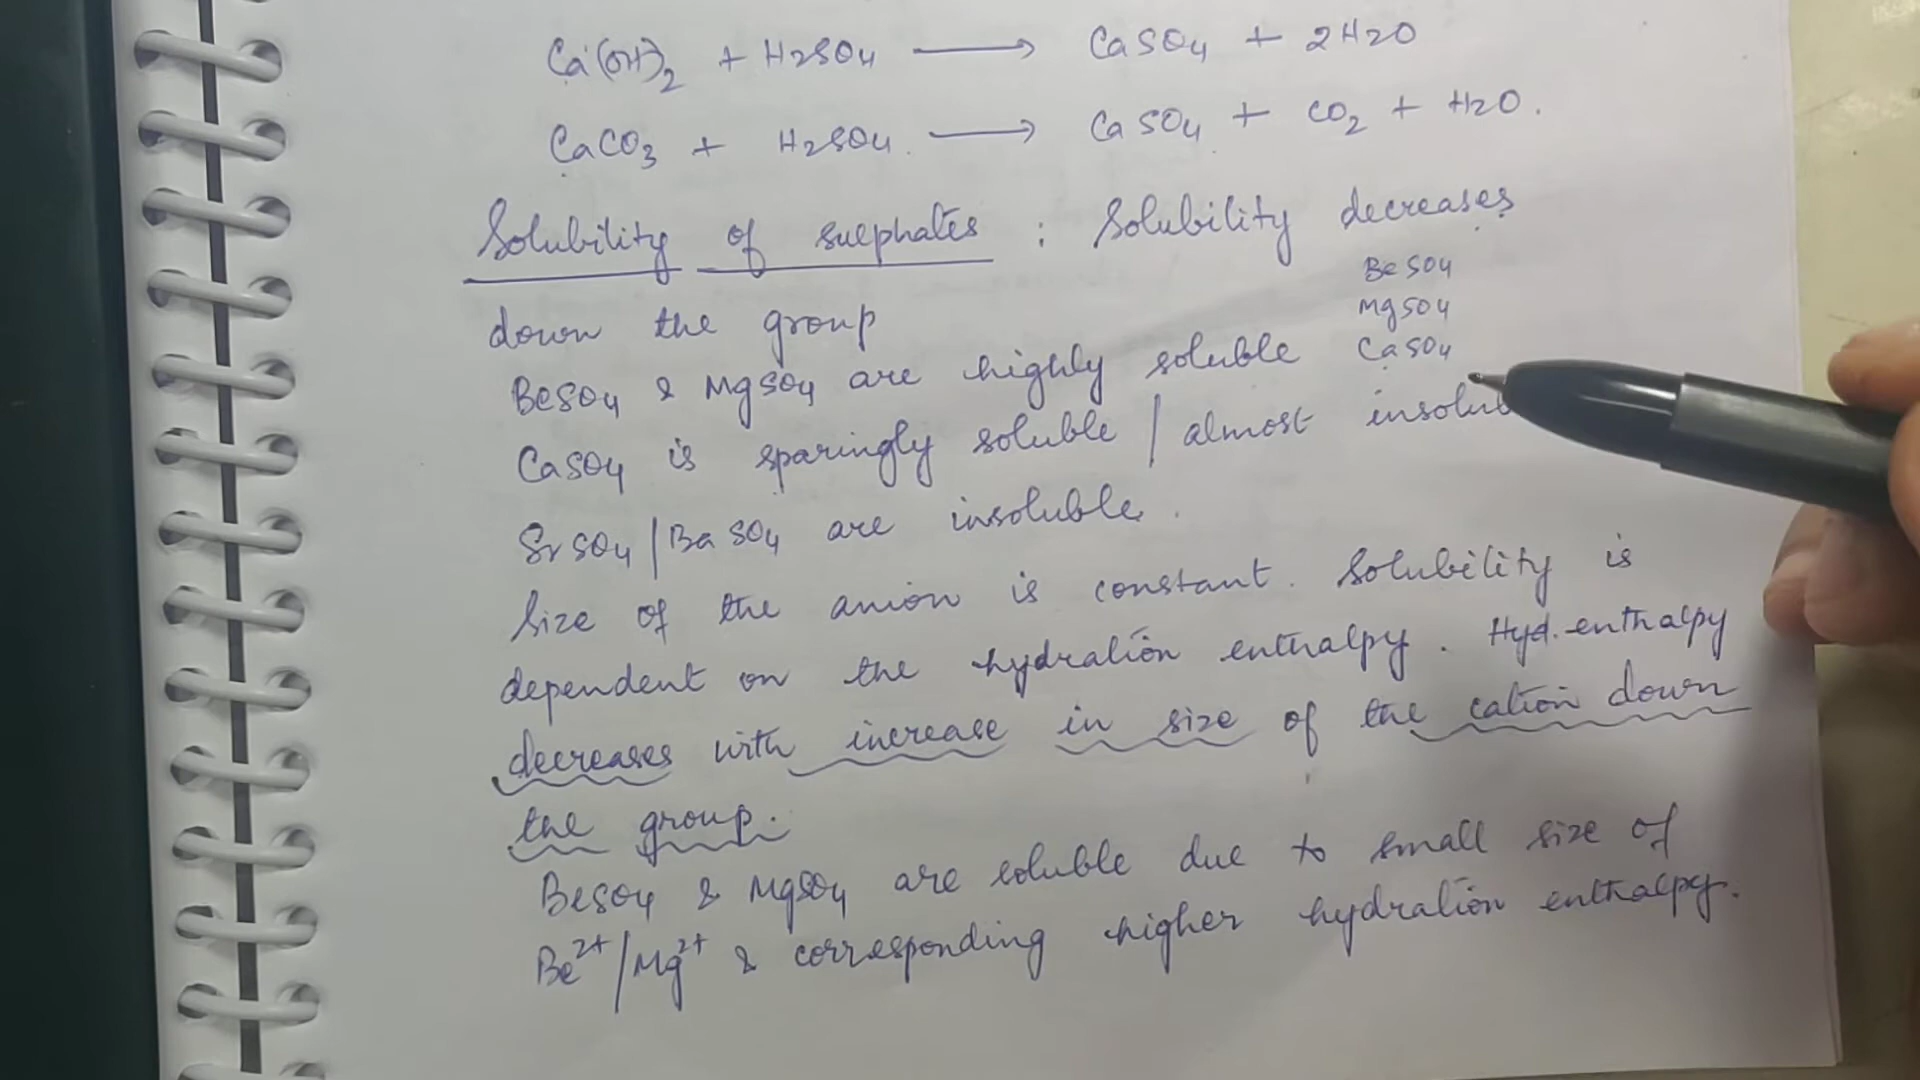 Ca(OH)2 + H2SO4 ⟶ CaSO4 + 2H2O
CaCO3 + H2SO4 ⟶ CaSO4 + CO2 + H2O.
Solubility of sulphates : Solubility decreases
down the group
BeSO4
MgSO4
CaSO4
BeSO4 & MgSO4 are highly soluble
CaSO4 is sparingly soluble / almost
SrSO4 / BaSO4 are insoluble.
Size of the anion is constant. Solubility is
dependent on the hydration enthalpy. Hyd. enthalpy
decreases with increase in size of the cation down
the group.
BeSO4 & MgSO4 are soluble due to small size of
Be2+ / Mg2+ & corresponding higher hydration enthalpy.